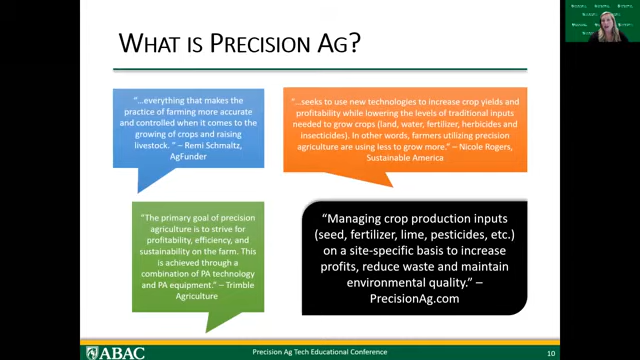 WHAT IS PRECISION AG?
"…everything that makes the
practice of farming more accurate
and controlled when it comes to the
growing of crops and raising
livestock. " – Remi Schmaltz,
AgFunder
"…seeks to use new technologies to increase crop yields and
profitability while lowering the levels of traditional inputs
needed to grow crops (land, water, fertilizer, herbicides and
insecticides). In other words, farmers utilizing precision
agriculture are using less to grow more." – Nicole Rogers,
Sustainable America
"The primary goal of precision
agriculture is to strive for
profitability, efficiency, and
sustainability on the farm. This
is achieved through a
combination of PA technology
and PA equipment." – Trimble
Agriculture
"Managing crop production inputs
(seed, fertilizer, lime, pesticides, etc.)
on a site-specific basis to increase
profits, reduce waste and maintain
environmental quality." –
PrecisionAg.com
ABAC
Precision Ag Tech Educational Conference
10